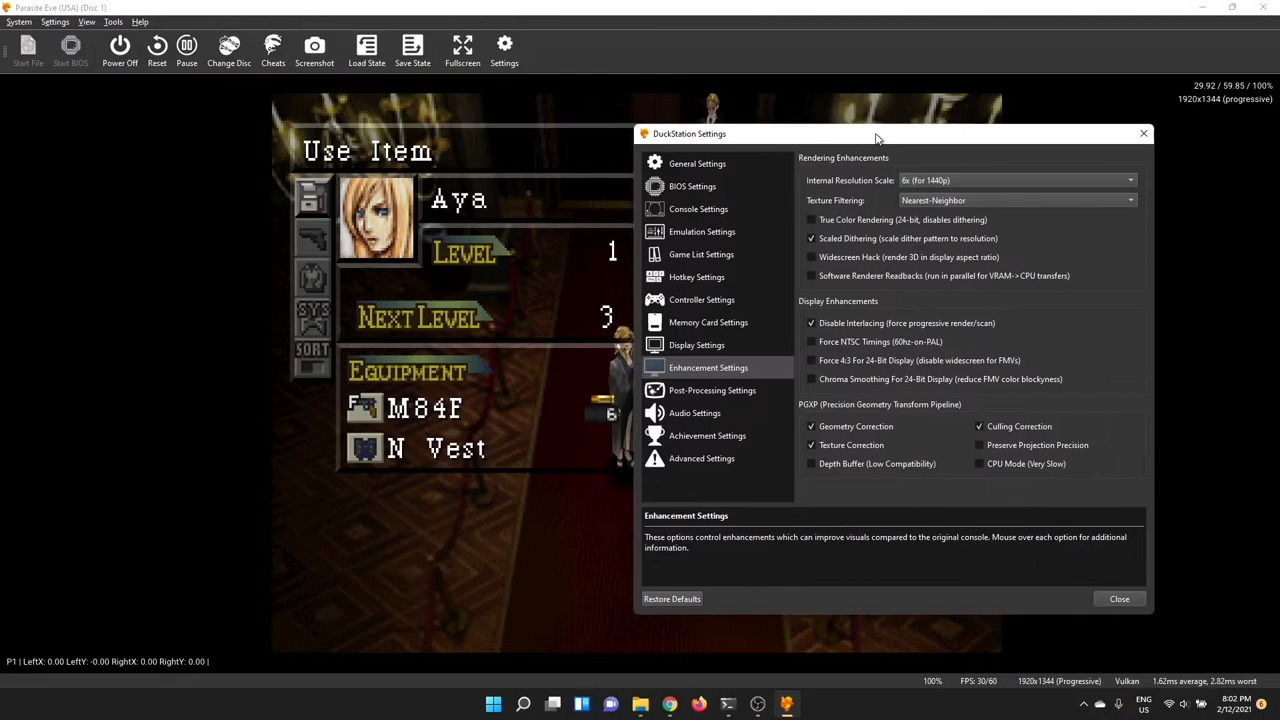 Parasite Eve (USA) (Disc 1)
System Settings View Tools Help
Start File Start BIOS Power Off Reset Pause Change Disc Cheats Screenshot Load State Save State Fullscreen Settings
29.92 / 59.85 / 100%
1920x1344 (progressive)
Use Item
Aya
LEVEL 1
NEXT LEVEL 3
SYS
SORT
EQUIPMENT
F M84F 6
N Vest
DuckStation Settings
General Settings
BIOS Settings
Console Settings
Emulation Settings
Game List Settings
Hotkey Settings
Controller Settings
Memory Card Settings
Display Settings
Enhancement Settings
Post-Processing Settings
Audio Settings
Achievement Settings
Advanced Settings
Rendering Enhancements
Internal Resolution Scale: 6x (for 1440p)
Texture Filtering: Nearest-Neighbor
True Color Rendering (24-bit, disables dithering)
Scaled Dithering (scale dither pattern to resolution)
Widescreen Hack (render 3D in display aspect ratio)
Software Renderer Readbacks (run in parallel for VRAM->CPU transfers)
Display Enhancements
Disable Interlacing (force progressive render/scan)
Force NTSC Timings (60hz-on-PAL)
Force 4:3 For 24-Bit Display (disable widescreen for FMVs)
Chroma Smoothing For 24-Bit Display (reduce FMV color blockyness)
PGXP (Precision Geometry Transform Pipeline)
Geometry Correction Culling Correction
Texture Correction Preserve Projection Precision
Depth Buffer (Low Compatibility) CPU Mode (Very Slow)
Enhancement Settings
These options control enhancements which can improve visuals compared to the original console. Mouse over each option for additional
information.
Restore Defaults Close
P1 | LeftX: 0.00 LeftY: -0.00 RightX: 0.00 RightY: 0.00 |
100% FPS: 30/60 1920x1344 (Progressive) Vulkan 1.62ms average, 2.82ms worst
ENG
US
8:02 PM
2/12/2021
6